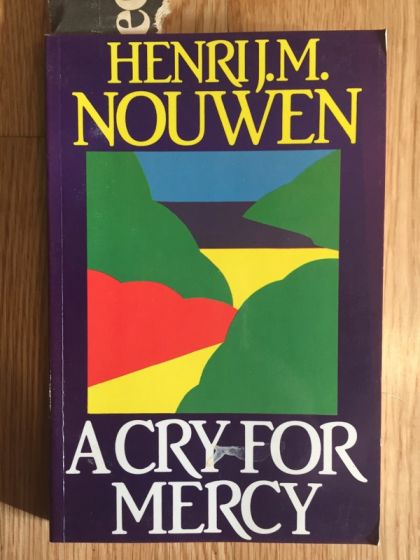 HENRI J.M.
NOUWEN
A CRY FOR
MERCY